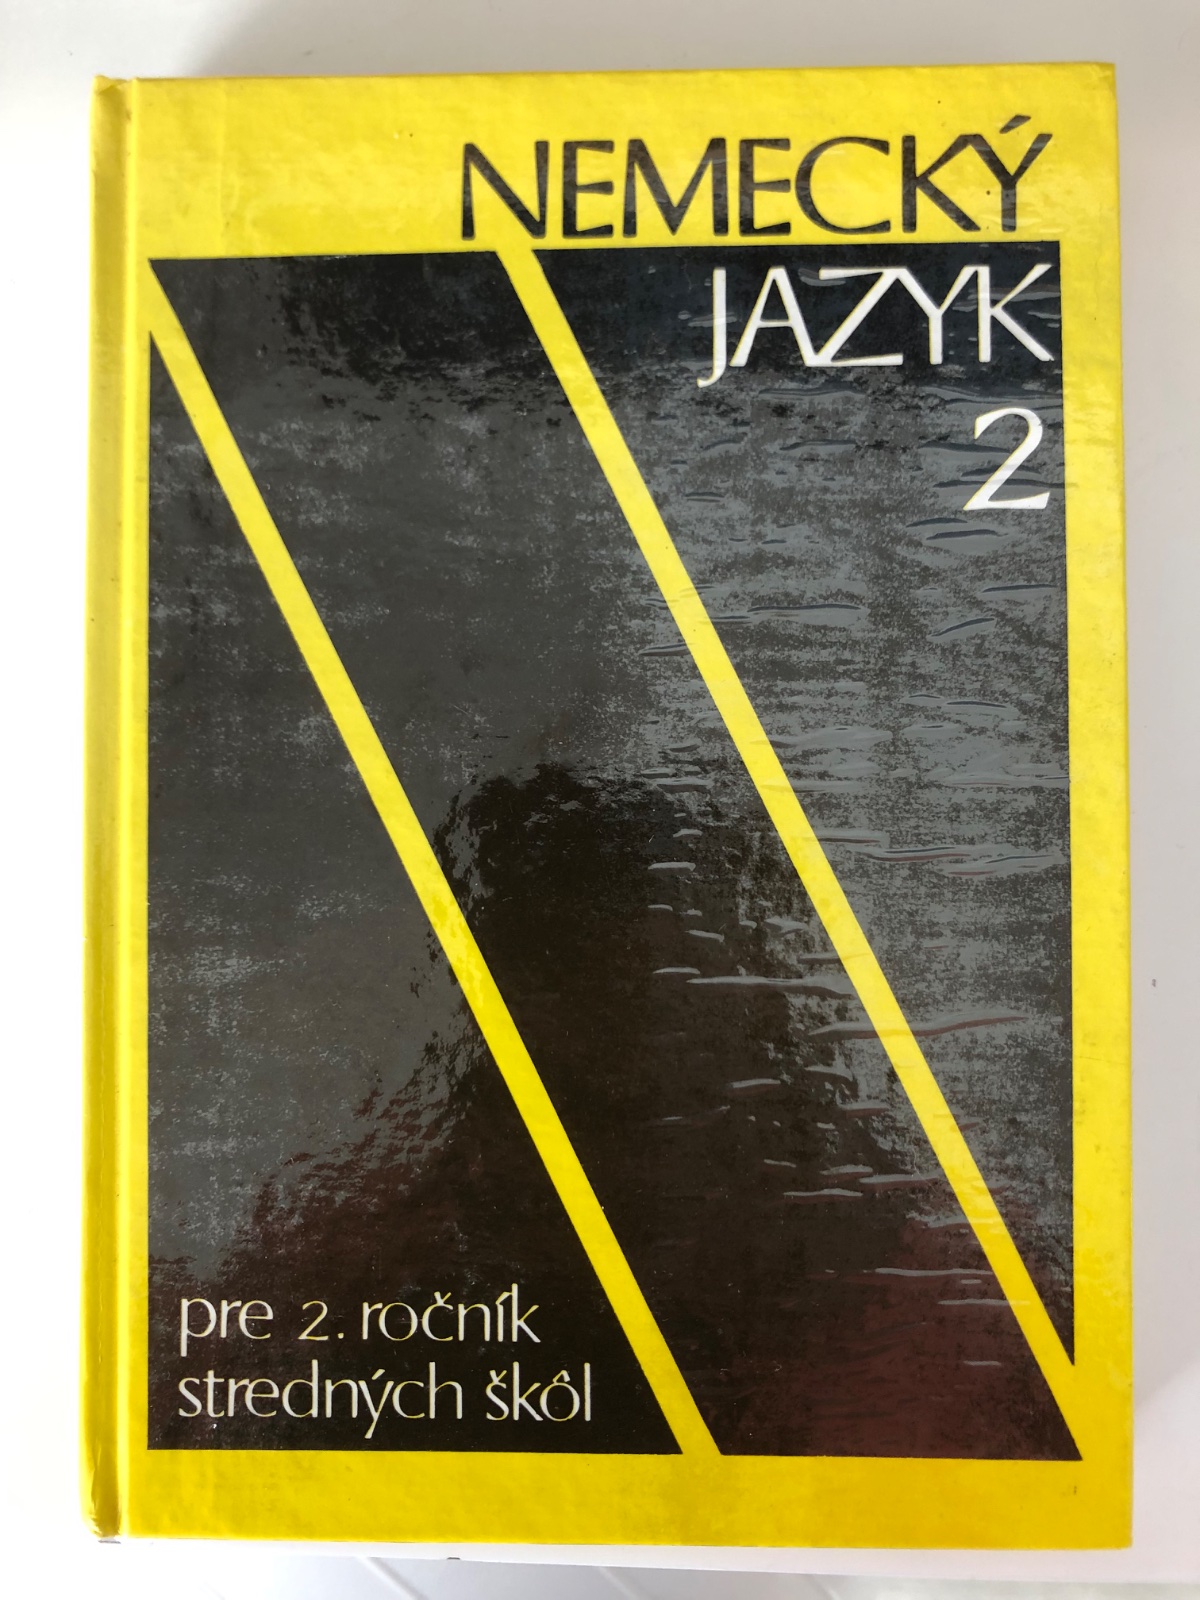 NEMECKÝ
JAZYK
2
pre 2. ročník
stredných škôl